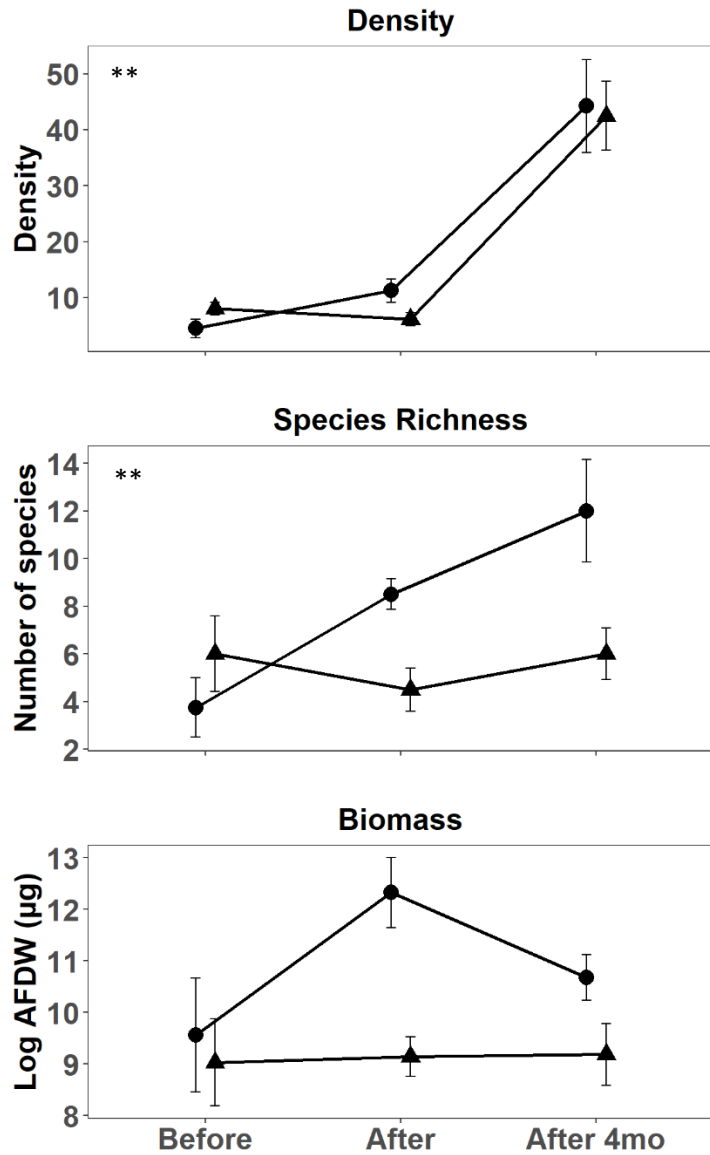 Density
**
50
40
30
20
10
Density
Species Richness
**
14
12
10
8
6
4
2
Number of species
Biomass
13
12
11
10
9
8
Log AFDW (µg)
Before After After 4mo